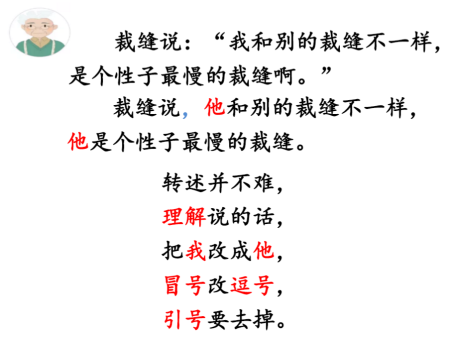 裁缝说：“我和别的裁缝不一样，
是个性子最慢的裁缝啊。”
裁缝说，他和别的裁缝不一样，
他是个性子最慢的裁缝。
转述并不难，
理解说的话，
把我改成他，
冒号改逗号，
引号要去掉。